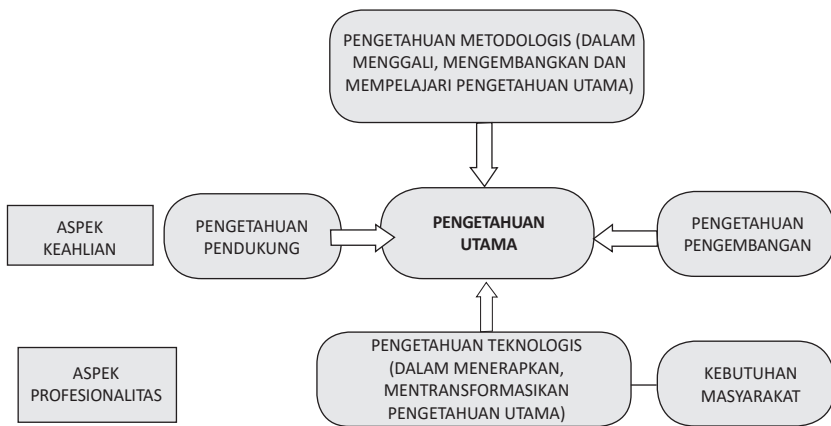 PENGETAHUAN METODOLOGIS (DALAM
MENGGALI, MENGEMBANGKAN DAN
MEMPELAJARI PENGETAHUAN UTAMA)
ASPEK
KEAHLIAN
PENGETAHUAN
PENDUKUNG
PENGETAHUAN
UTAMA
PENGETAHUAN
PENGEMBANGAN
ASPEK
PROFESIONALITAS
PENGETAHUAN TEKNOLOGIS
(DALAM MENERAPKAN,
MENTRANSFORMASIKAN
PENGETAHUAN UTAMA)
KEBUTUHAN
MASYARAKAT